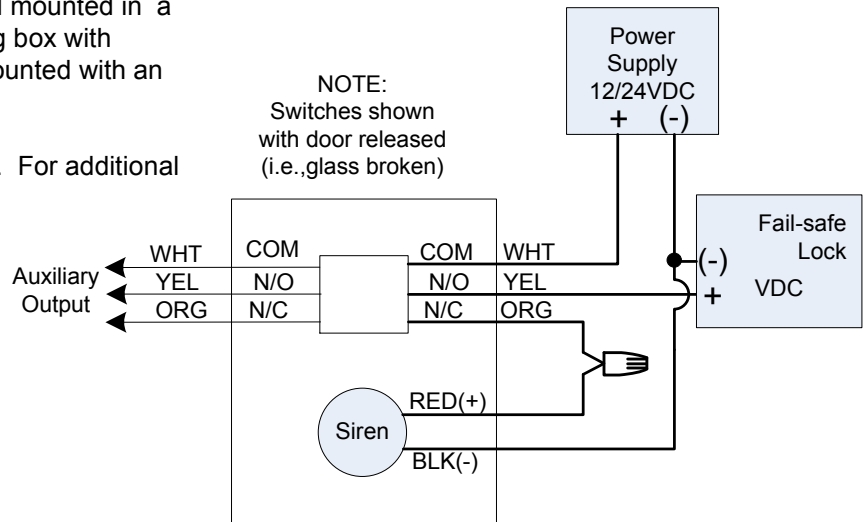 mounted in a
g box with
ounted with an
For additional
NOTE:
Switches shown
with door released
(i.e.,glass broken)
Power
Supply
12/24VDC
+ (-)
Fail-safe
Lock
(-)
VDC
+
Auxiliary
Output
WHT COM
YEL N/O
ORG N/C
COM WHT
N/O YEL
N/C ORG
RED(+)
Siren
BLK(-)